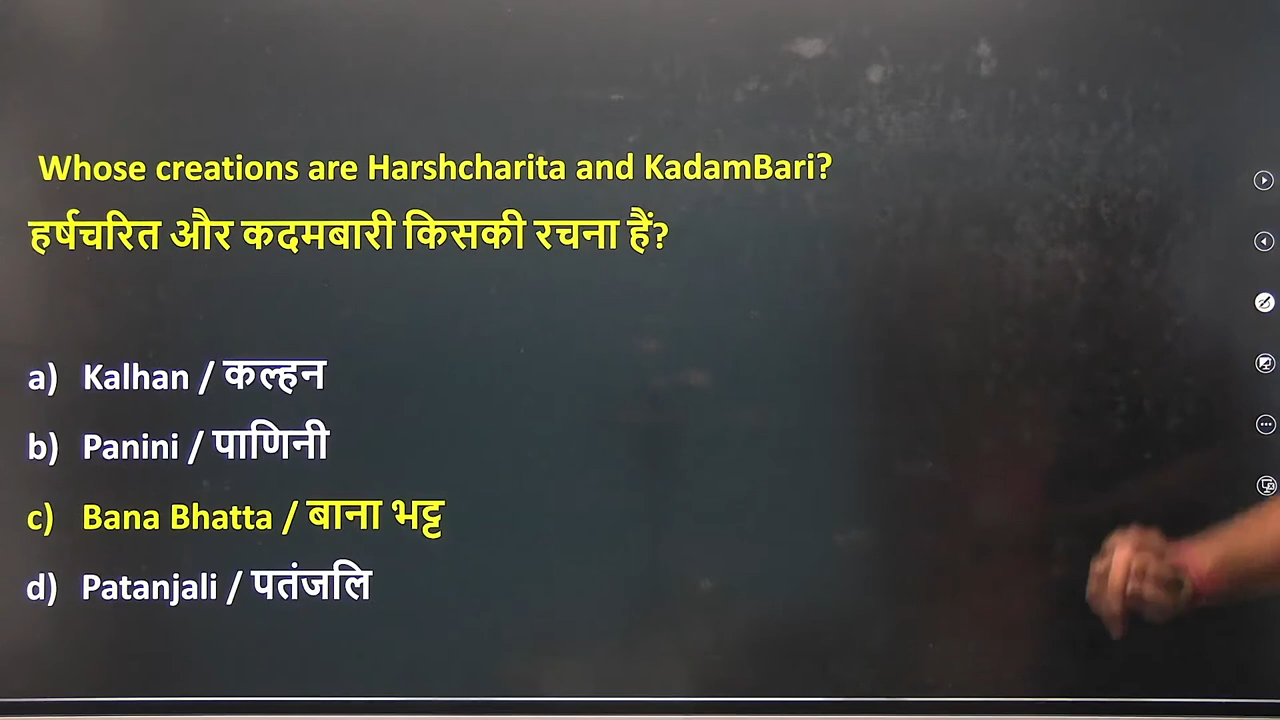 Whose creations are Harshcharita and KadamBari?
हर्षचरित और कदमबारी किसकी रचना हैं?
a) Kalhan / कल्हन
b) Panini / पाणिनी
c) Bana Bhatta / बाना भट्ट
d) Patanjali / पतंजलि